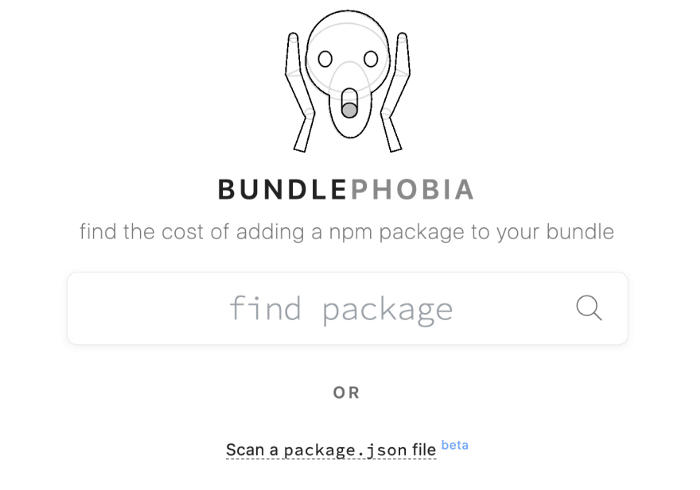 BUNDLEPHOBIA
find the cost of adding a npm package to your bundle
find package
OR
Scan a package.json file beta